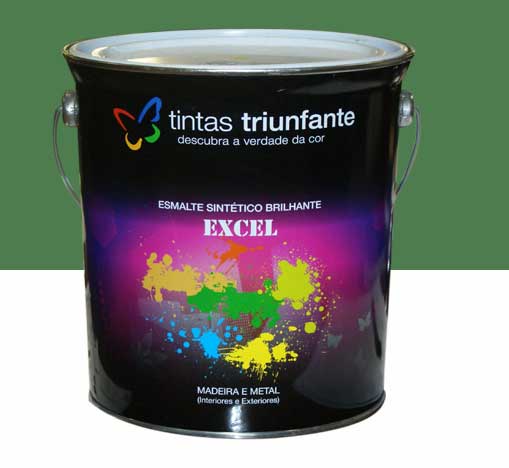 tintas triunfante
descubra a verdade da cor
ESMALTE SINTÉTICO BRILHANTE
EXCEL
MADEIRA E METAL
(Interiores e Exteriores)